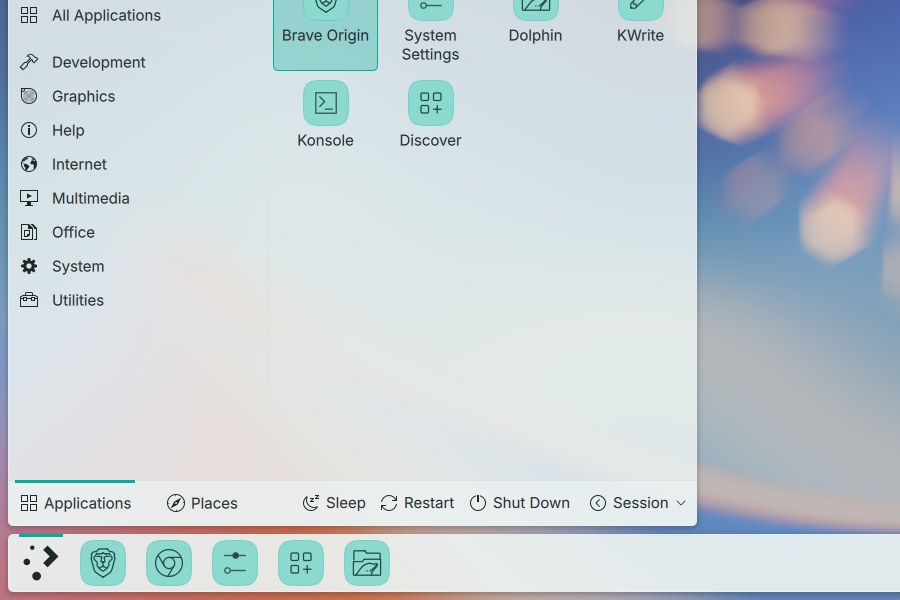 All Applications
Development
Graphics
Help
Internet
Multimedia
Office
System
Utilities
Brave Origin
System
Settings
Dolphin
KWrite
Konsole
Discover
Applications
Places
Sleep
Restart
Shut Down
Session